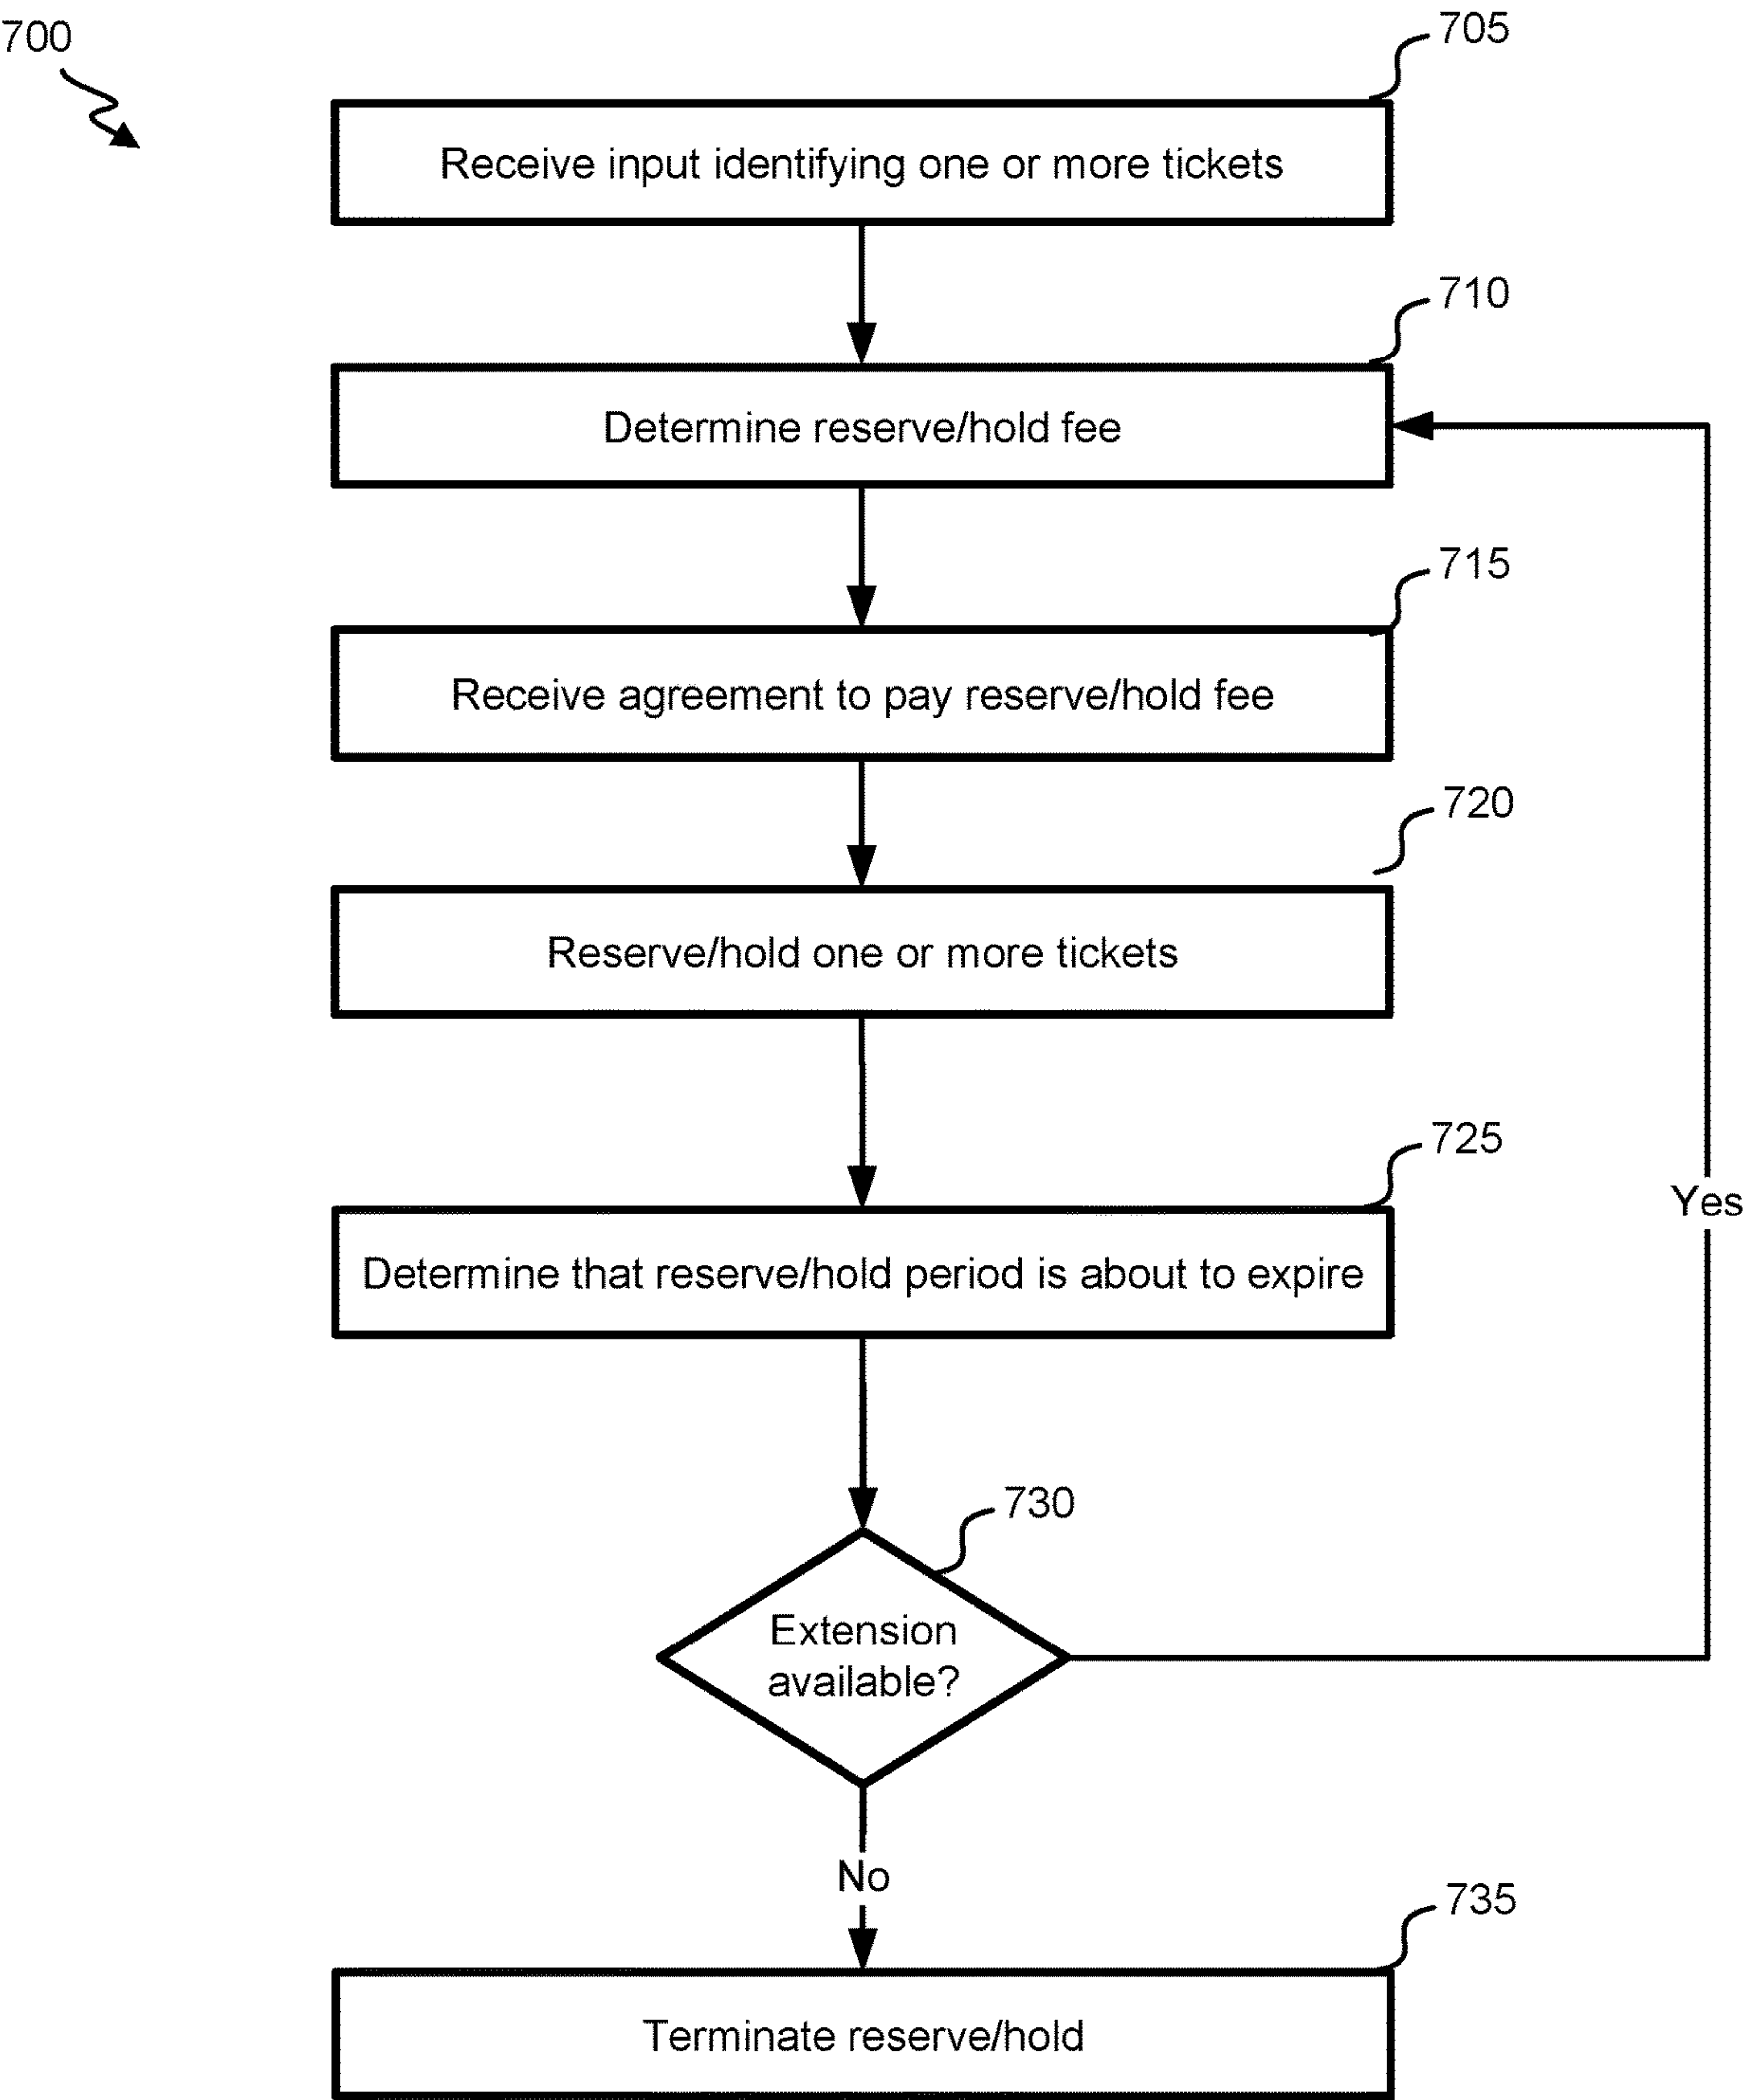 700
705
Receive input identifying one or more tickets
710
Determine reserve/hold fee
715
Receive agreement to pay reserve/hold fee
720
Reserve/hold one or more tickets
725
Determine that reserve/hold period is about to expire
Yes
730
Extension
available?
No
735
Terminate reserve/hold